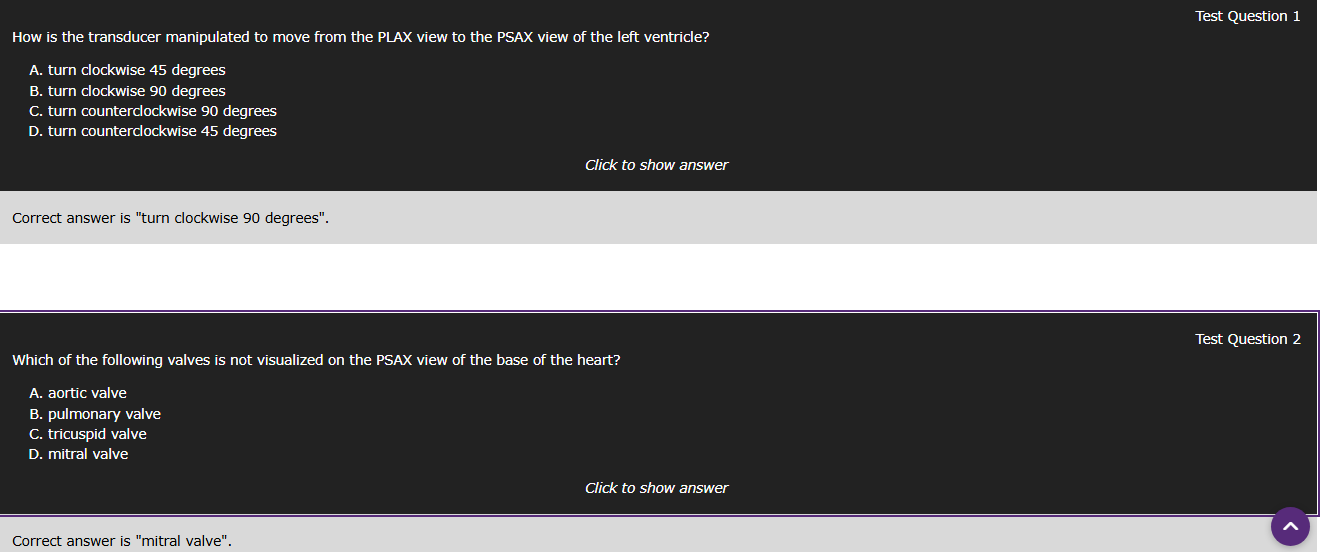 Test Question 1
How is the transducer manipulated to move from the PLAX view to the PSAX view of the left ventricle?
A. turn clockwise 45 degrees
B. turn clockwise 90 degrees
C. turn counterclockwise 90 degrees
D. turn counterclockwise 45 degrees
Click to show answer
Correct answer is "turn clockwise 90 degrees".
Test Question 2
Which of the following valves is not visualized on the PSAX view of the base of the heart?
A. aortic valve
B. pulmonary valve
C. tricuspid valve
D. mitral valve
Click to show answer
Correct answer is "mitral valve".